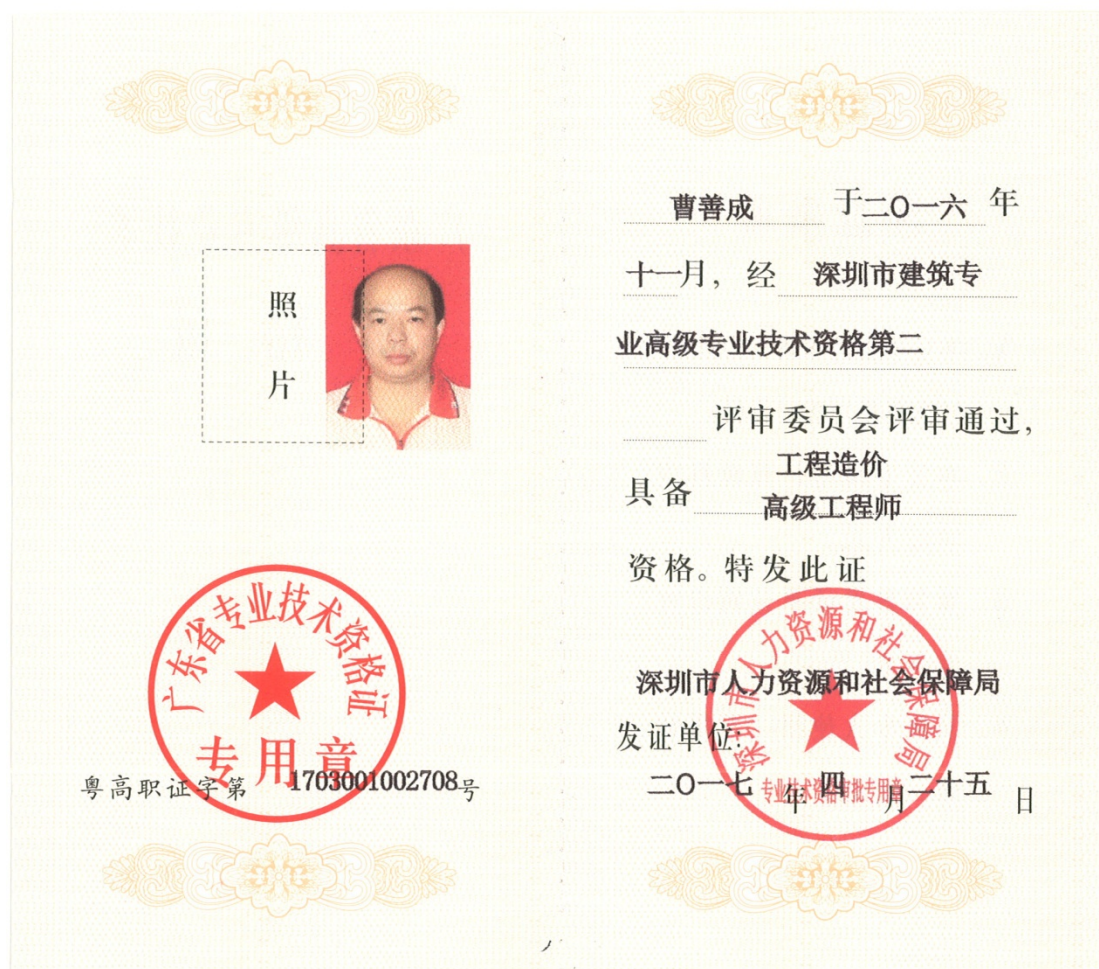 照
片
广东省专业技术资格证
专用章
粤高职证字第 1703001002708号
曹善成 于二〇一六 年
十一月，经 深圳市建筑专
业高级专业技术资格第二
评审委员会评审通过，
工程造价
具备 高级工程师
资格。特发此证
深圳市人力资源和社会保障局
深圳市人力资源和社会保障局
发证单位：
二〇一七 年 四 月 二十五 日
专业技术资格审批专用章